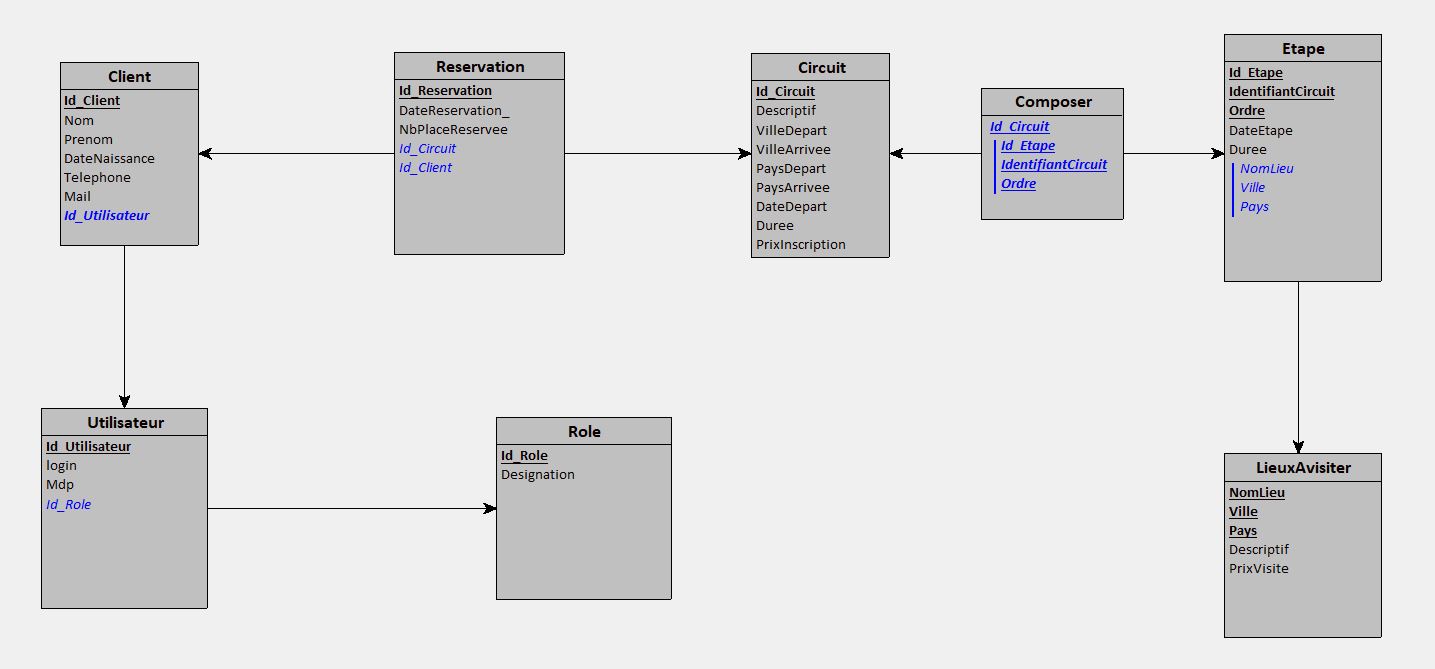 Client
Id_Client
Nom
Prenom
DateNaissance
Telephone
Mail
Id_Utilisateur
Reservation
Id_Reservation
DateReservation_
NbPlaceReservee
Id_Circuit
Id_Client
Circuit
Id_Circuit
Descriptif
VilleDepart
VilleArrivee
PaysDepart
PaysArrivee
DateDepart
Duree
PrixInscription
Composer
Id_Circuit
Id_Etape
IdentifiantCircuit
Ordre
Etape
Id_Etape
IdentifiantCircuit
Ordre
DateEtape
Duree
NomLieu
Ville
Pays
Utilisateur
Id_Utilisateur
login
Mdp
Id_Role
Role
Id_Role
Designation
LieuxAvisiter
NomLieu
Ville
Pays
Descriptif
PrixVisite